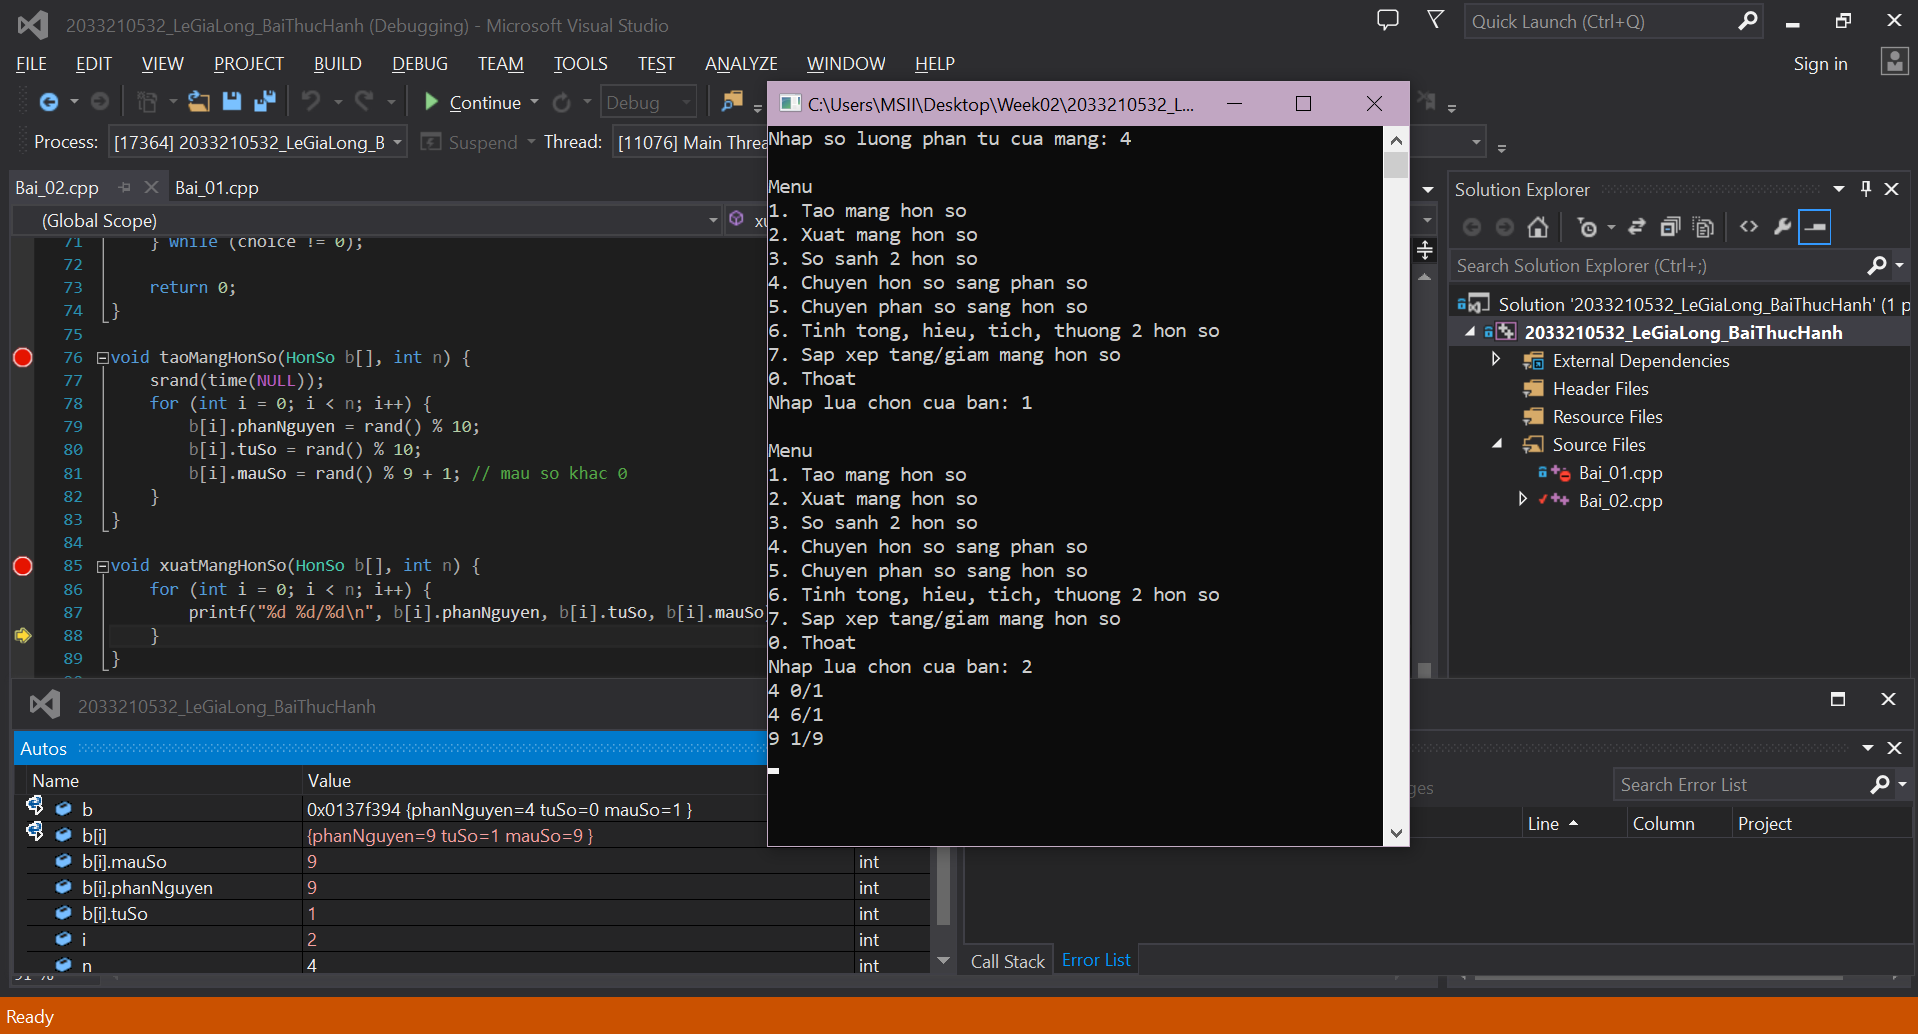 2033210532_LeGiaLong_BaiThucHanh (Debugging) - Microsoft Visual Studio
Quick Launch (Ctrl+Q)
FILE EDIT VIEW PROJECT BUILD DEBUG TEAM TOOLS TEST ANALYZE WINDOW HELP
Sign in
Continue Debug
Process: [17364] 2033210532_LeGiaLong_B Suspend Thread: [11076] Main Threa
Bai_02.cpp Bai_01.cpp
(Global Scope) xu
71 } while (choice != 0);
72
73 return 0;
74 }
75
76 void taoMangHonSo(HonSo b[], int n) {
77 srand(time(NULL));
78 for (int i = 0; i < n; i++) {
79 b[i].phanNguyen = rand() % 10;
80 b[i].tuSo = rand() % 10;
81 b[i].mauSo = rand() % 9 + 1; // mau so khac 0
82 }
83 }
84
85 void xuatMangHonSo(HonSo b[], int n) {
86 for (int i = 0; i < n; i++) {
87 printf("%d %d/%d\n", b[i].phanNguyen, b[i].tuSo, b[i].mauSo
88 }
89 }
C:\Users\MSII\Desktop\Week02\2033210532_L...
Nhap so luong phan tu cua mang: 4
Menu
1. Tao mang hon so
2. Xuat mang hon so
3. So sanh 2 hon so
4. Chuyen hon so sang phan so
5. Chuyen phan so sang hon so
6. Tinh tong, hieu, tich, thuong 2 hon so
7. Sap xep tang/giam mang hon so
0. Thoat
Nhap lua chon cua ban: 1
Menu
1. Tao mang hon so
2. Xuat mang hon so
3. So sanh 2 hon so
4. Chuyen hon so sang phan so
5. Chuyen phan so sang hon so
6. Tinh tong, hieu, tich, thuong 2 hon so
7. Sap xep tang/giam mang hon so
0. Thoat
Nhap lua chon cua ban: 2
4 0/1
4 6/1
9 1/9
Solution Explorer
Search Solution Explorer (Ctrl+;)
Solution '2033210532_LeGiaLong_BaiThucHanh' (1 p
2033210532_LeGiaLong_BaiThucHanh
External Dependencies
Header Files
Resource Files
Source Files
Bai_01.cpp
Bai_02.cpp
2033210532_LeGiaLong_BaiThucHanh
Autos
Name Value
b 0x0137f394 {phanNguyen=4 tuSo=0 mauSo=1 }
b[i] {phanNguyen=9 tuSo=1 mauSo=9 }
b[i].mauSo 9 int
b[i].phanNguyen 9 int
b[i].tuSo 1 int
i 2 int
n 4 int
ges
Search Error List
Line Column Project
Call Stack Error List
Ready